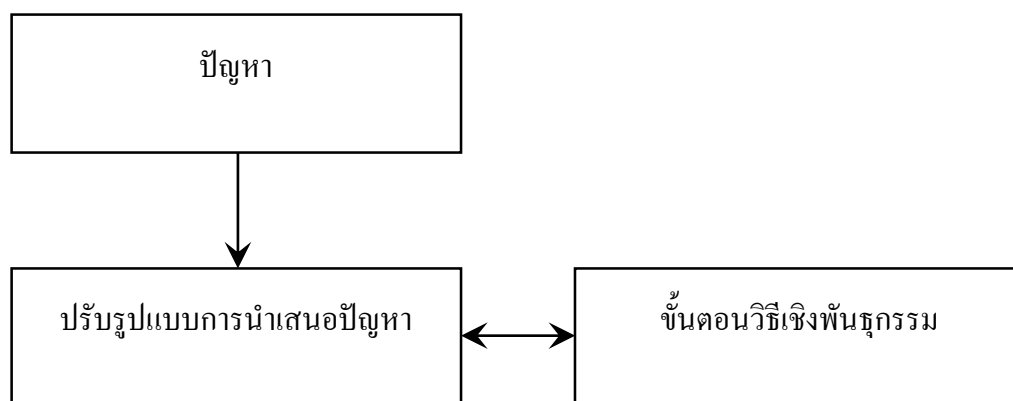 ปัญหา
ปรับรูปแบบการนำเสนอปัญหา
ขั้นตอนวิธีเชิงพันธุกรรม